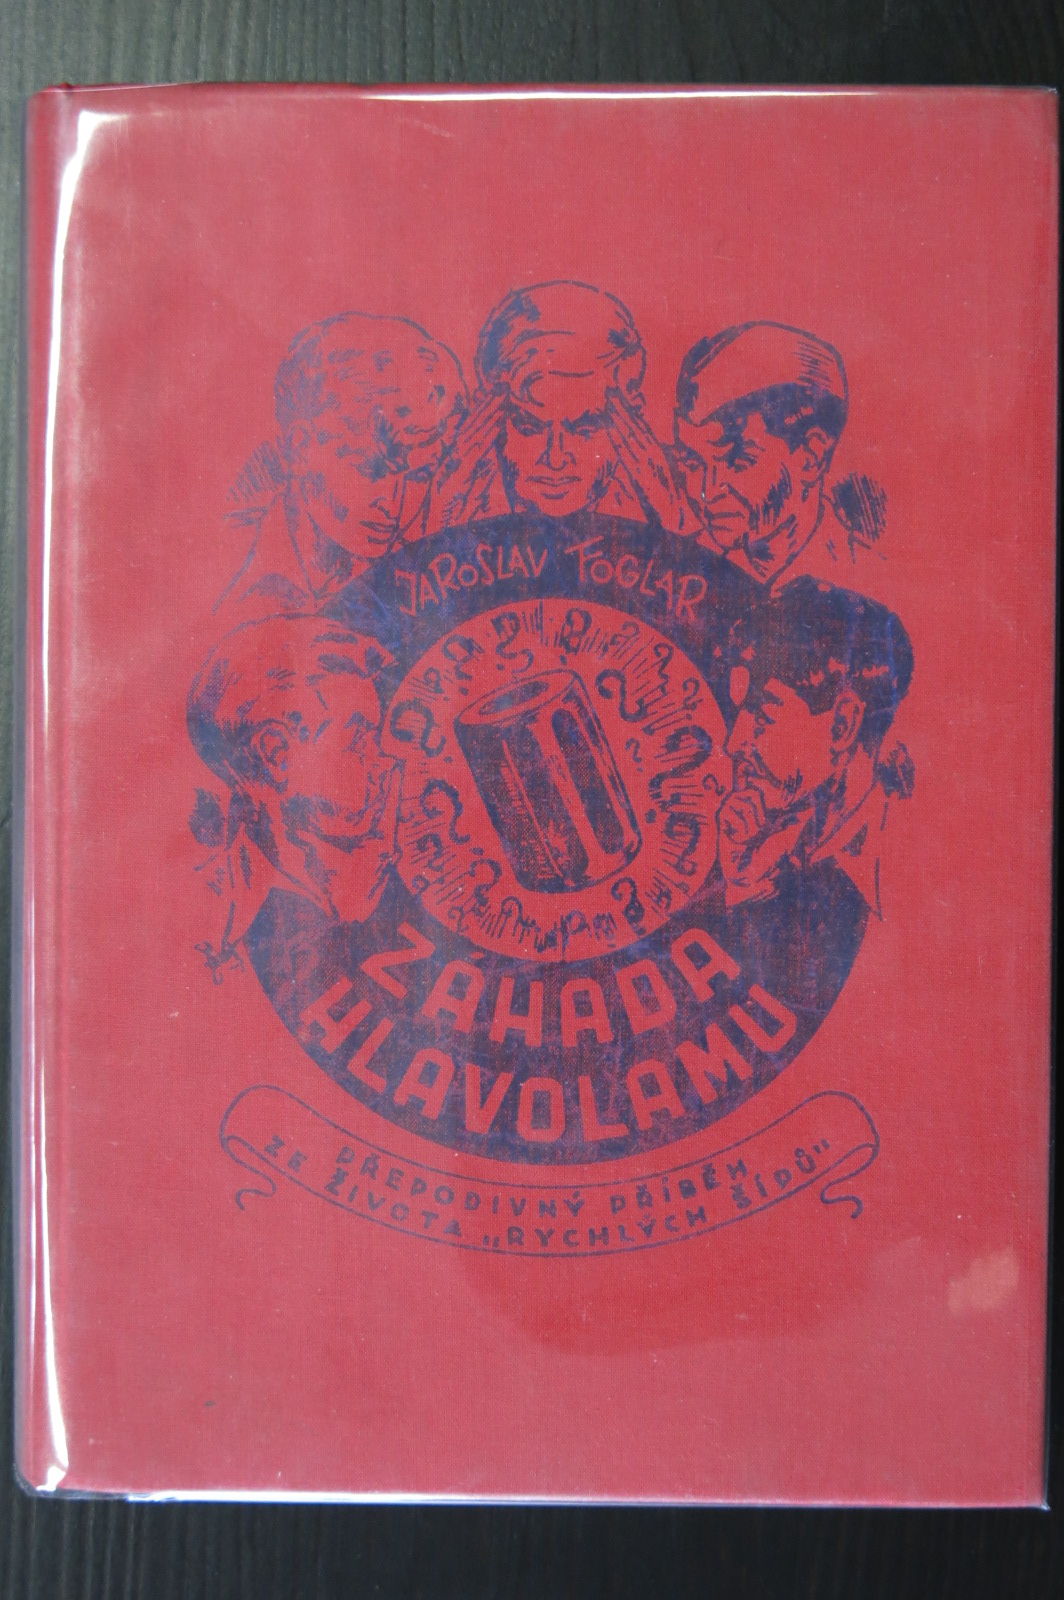 JAROSLAV FOGLAR
ZÁHADA
HLAVOLAMU
PŘEPODIVNÝ PŘÍBĚH
ZE ŽIVOTA „RYCHLÝCH ŠÍPŮ"